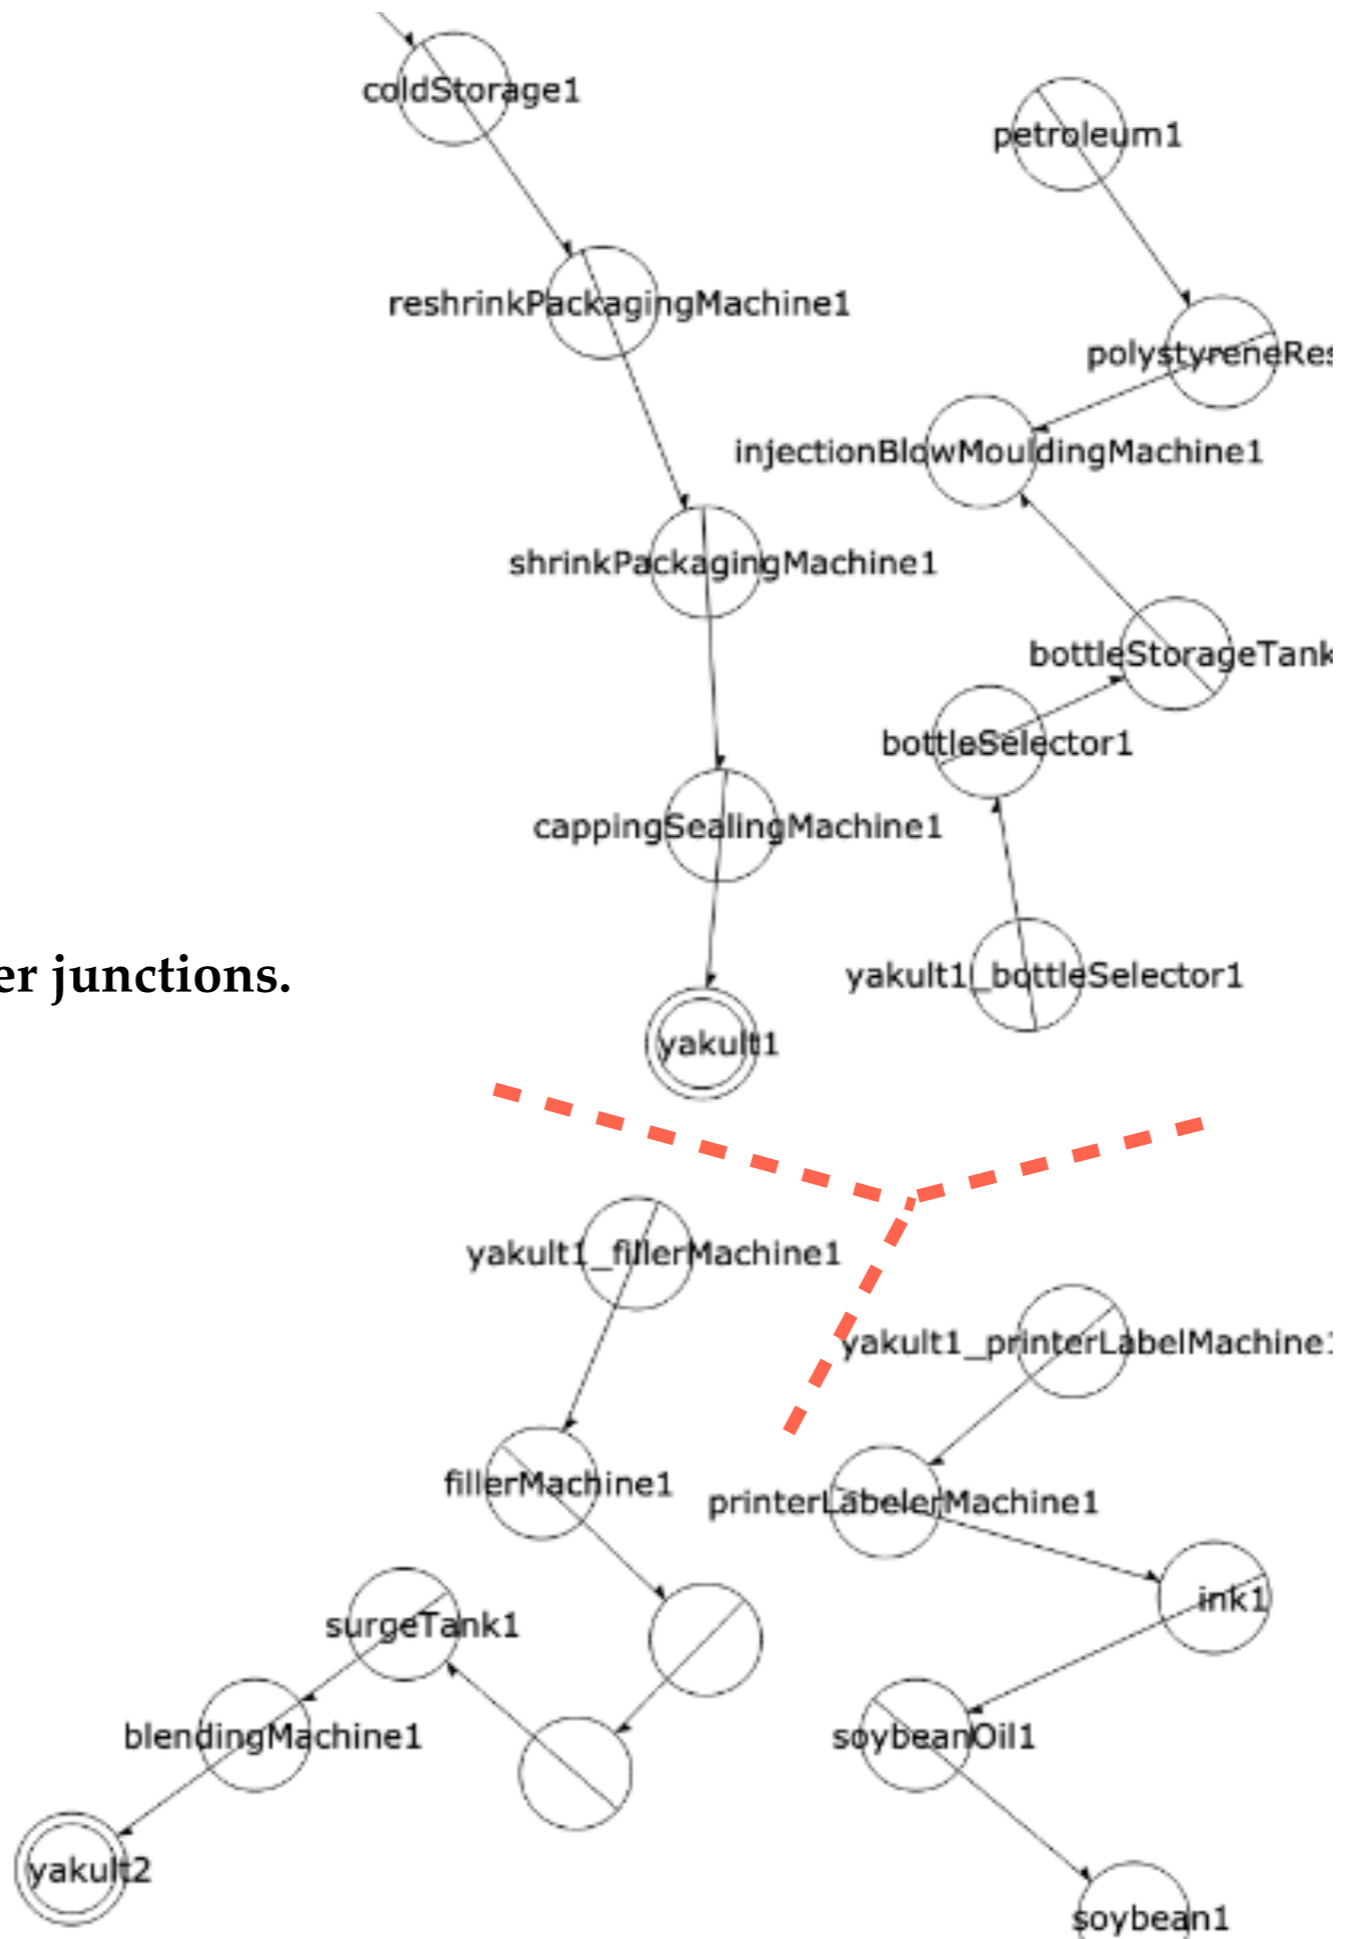 coldStorage1
petroleum1
reshrinkPackagingMachine1
polystyreneRes
injectionBlowMouldingMachine1
shrinkPackagingMachine1
bottleStorageTank
bottleSelector1
cappingSealingMachine1
er junctions.
yakult1_bottleSelector1
yakult1
yakult1_fillerMachine1
yakult1_printerLabelMachine1
fillerMachine1
printerLabelerMachine1
ink1
surgeTank1
blendingMachine1
soybeanOil1
yakult2
soybean1